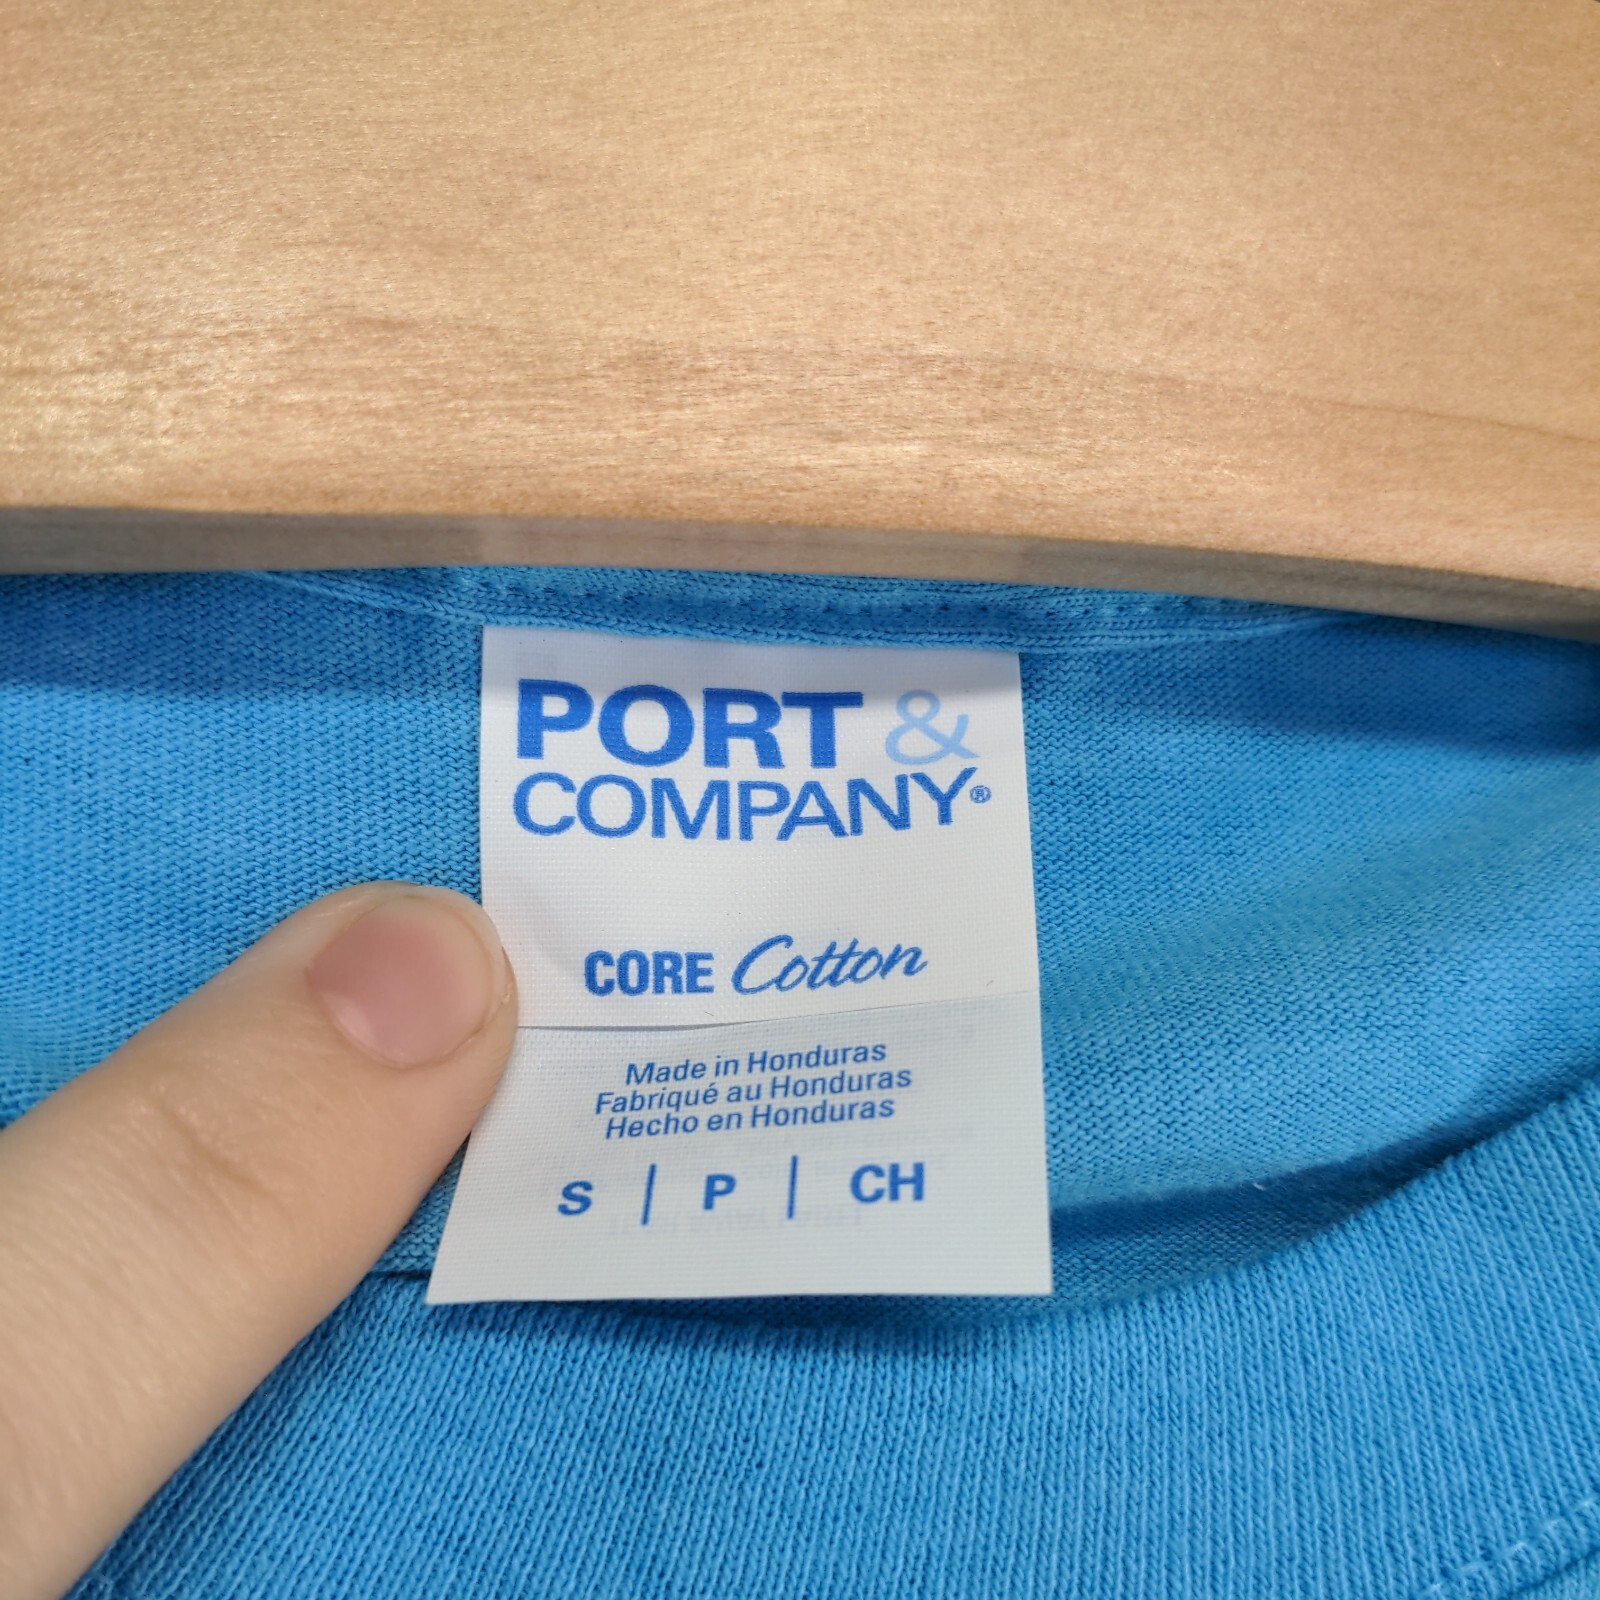 PORT &
COMPANY®
CORE Cotton
Made in Honduras
Fabriqué au Honduras
Hecho en Honduras
S | P | CH